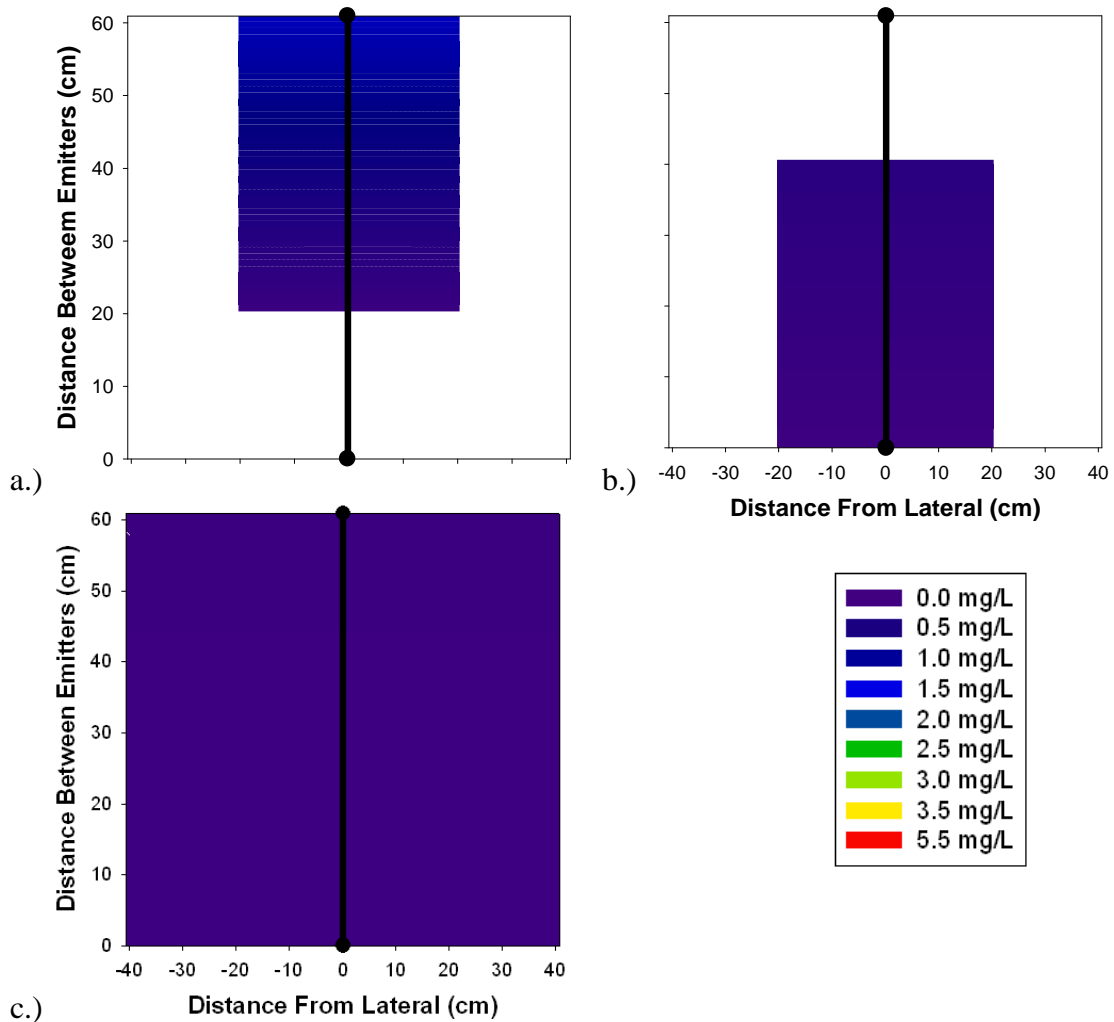 60
50
40
30
20
10
0
Distance Betweem Emitters (cm)
a.)
-40 -30 -20 -10 0 10 20 30 40
Distance From Lateral (cm)
b.)
60
50
40
30
20
10
0
Distance Between Emitters (cm)
-40 -30 -20 -10 0 10 20 30 40
Distance From Lateral (cm)
c.)
0.0 mg/L
0.5 mg/L
1.0 mg/L
1.5 mg/L
2.0 mg/L
2.5 mg/L
3.0 mg/L
3.5 mg/L
5.5 mg/L